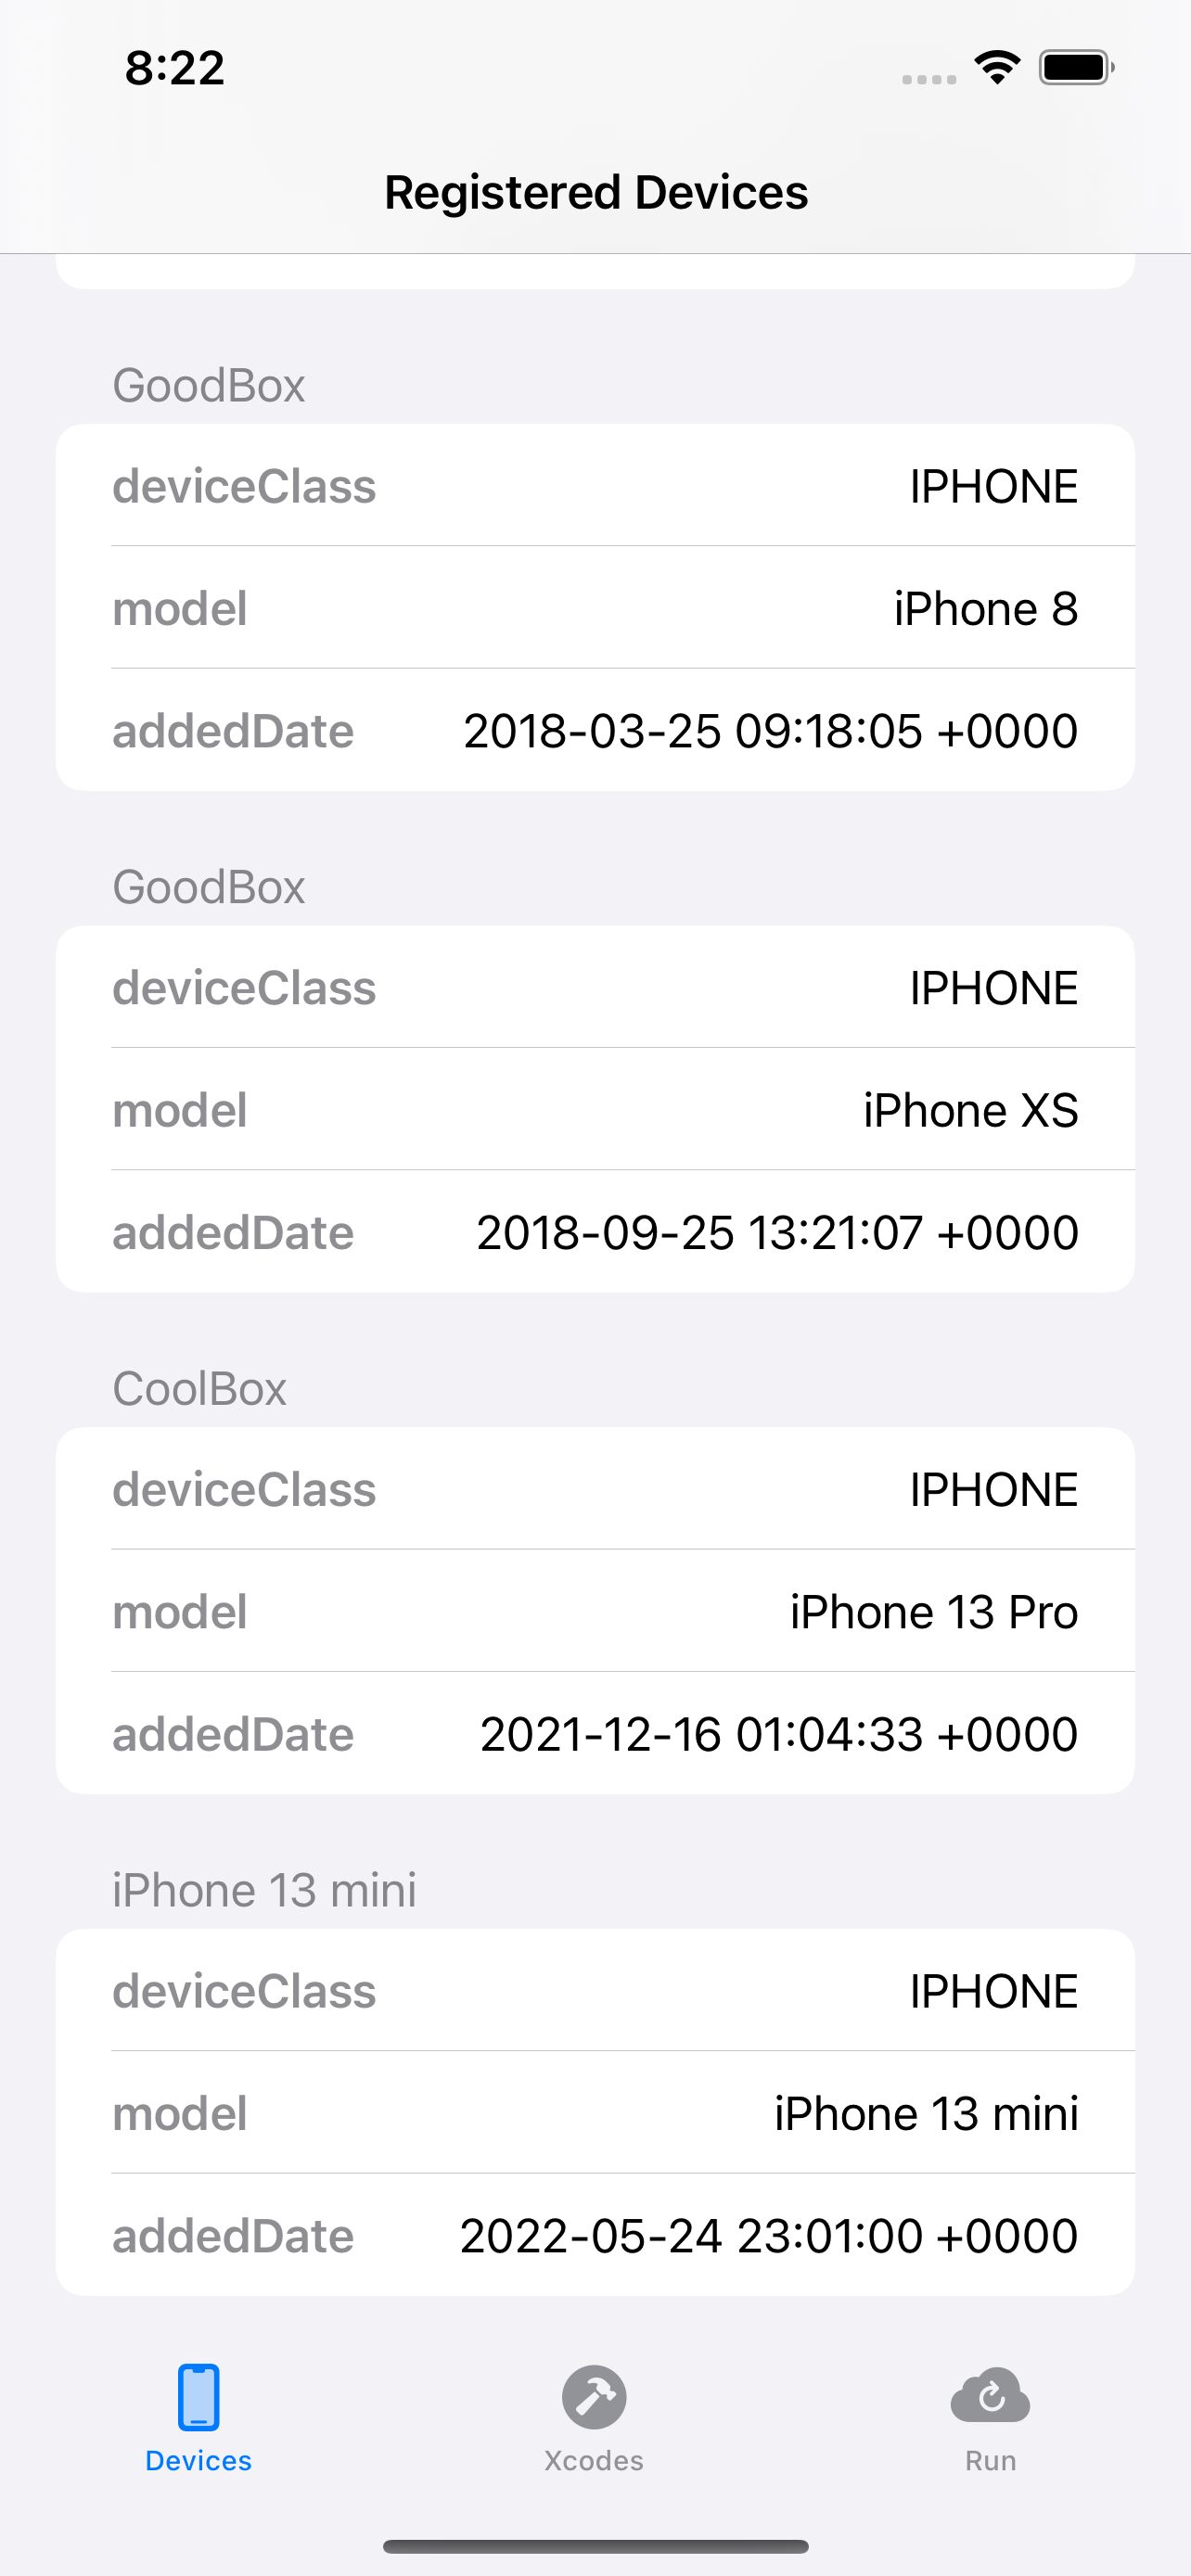 8:22
Registered Devices
GoodBox
deviceClass IPHONE
model iPhone 8
addedDate 2018-03-25 09:18:05 +0000
GoodBox
deviceClass IPHONE
model iPhone XS
addedDate 2018-09-25 13:21:07 +0000
CoolBox
deviceClass IPHONE
model iPhone 13 Pro
addedDate 2021-12-16 01:04:33 +0000
iPhone 13 mini
deviceClass IPHONE
model iPhone 13 mini
addedDate 2022-05-24 23:01:00 +0000
Devices Xcodes Run